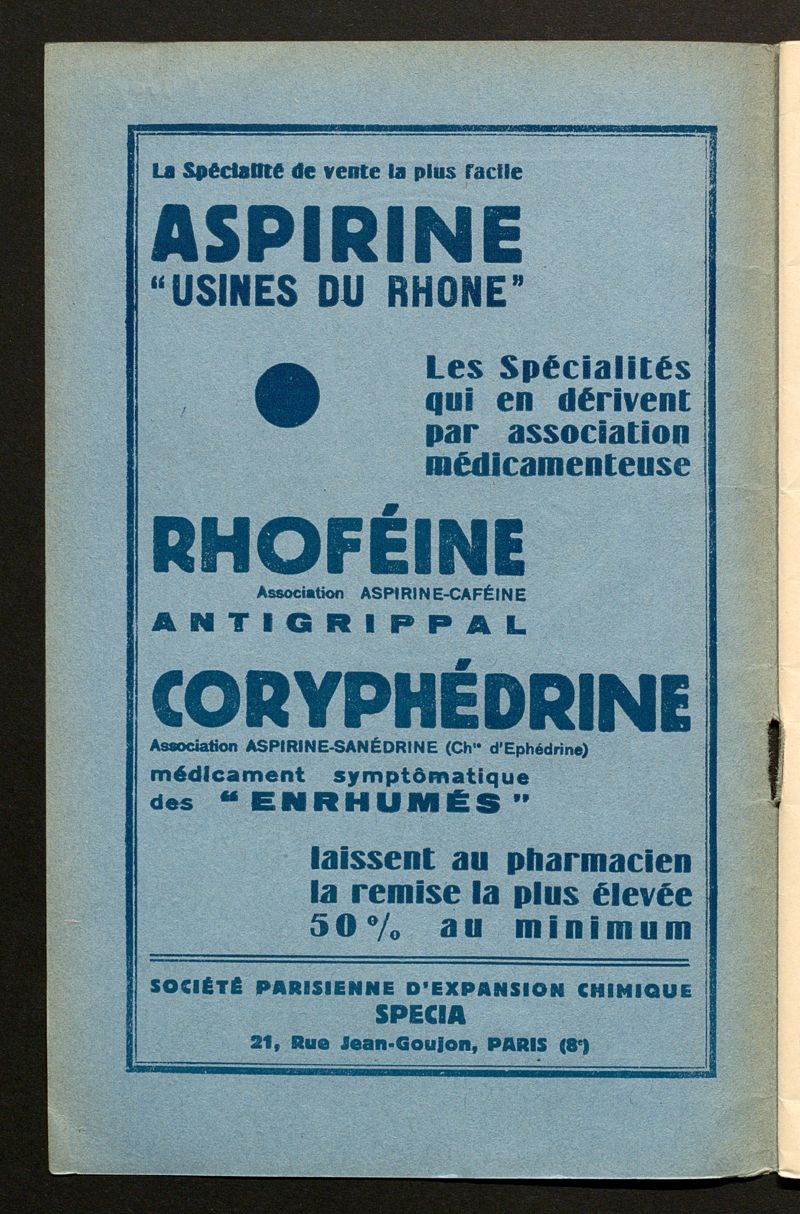 La Spécialité de vente la plus facile
ASPIRINE
“USINES DU RHONE”
Les Spécialités
qui en dérivent
par association
médicamenteuse
RHOFÉINE
Association ASPIRINE-CAFÉINE
ANTIGRIPPAL
CORYPHÉDRINE
Association ASPIRINE-SANÉDRINE (Chte d'Ephédrine)
médicament symptômatique
des “ENRHUMÉS”
laissent au pharmacien
la remise la plus élevée
50% au minimum
SOCIÉTÉ PARISIENNE D'EXPANSION CHIMIQUE
SPECIA
21, Rue Jean-Goujon, PARIS (8e)